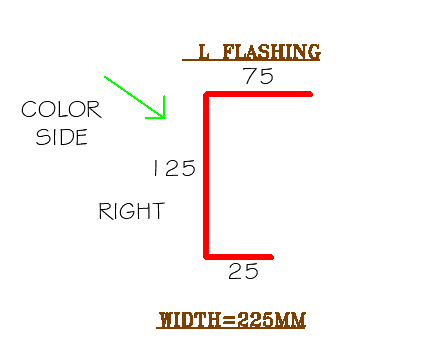 L FLASHING
75
COLOR
SIDE
125
RIGHT
25
WIDTH=225MM